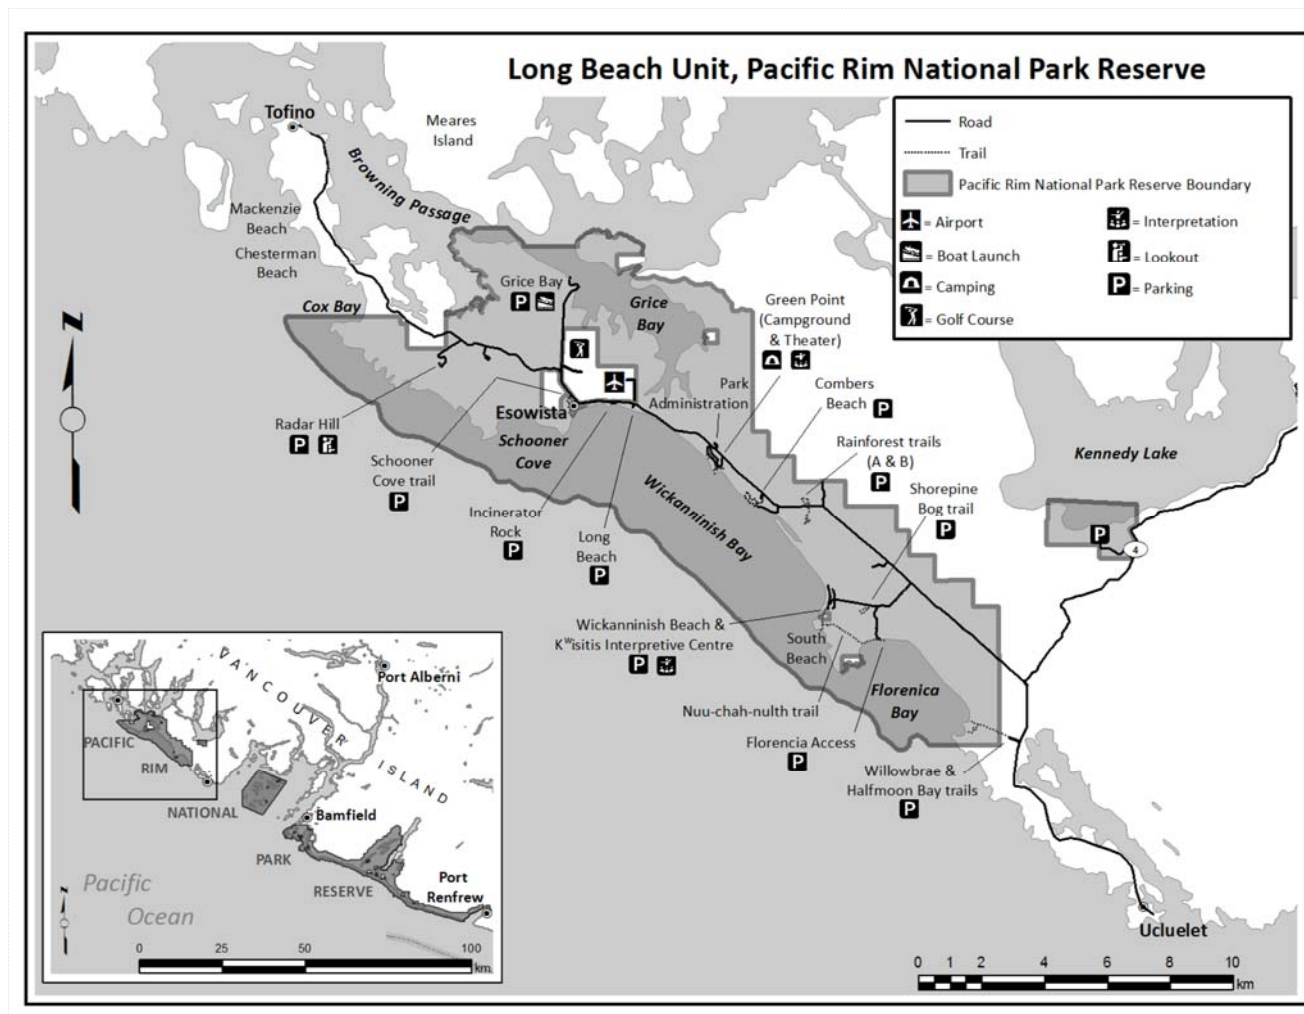 Long Beach Unit, Pacific Rim National Park Reserve
Road
Trail
Pacific Rim National Park Reserve Boundary
= Airport
= Boat Launch
= Camping
= Golf Course
= Interpretation
= Lookout
P = Parking
Tofino
Meares
Island
Browning Passage
Mackenzie
Beach
Chesterman
Beach
Cox Bay
Grice Bay
P
Grice
Bay
Green Point
(Campground
& Theater)
Park
Administration
Combers
Beach P
Rainforest trails
(A & B)
P
Kennedy Lake
Shorepine
Bog trail
P
P
4
N
Radar Hill
P
Esowista
Schooner
Cove
Schooner
Cove trail
P
Wickanninish Bay
Incinerator
Rock
P
Long
Beach
P
Wickanninish Beach &
Kʷisitis Interpretive Centre
P
South
Beach
Nuu-chah-nulth trail
Florenica
Bay
Florencia Access
P
Willowbrae &
Halfmoon Bay trails
P
Ucluelet
0 1 2 4 6 8 10
km
VANCOUVER
ISLAND
Port Alberni
PACIFIC
RIM
NATIONAL
PARK
RESERVE
Bamfield
Port
Renfrew
Pacific
Ocean
N
0 25 50 100
km